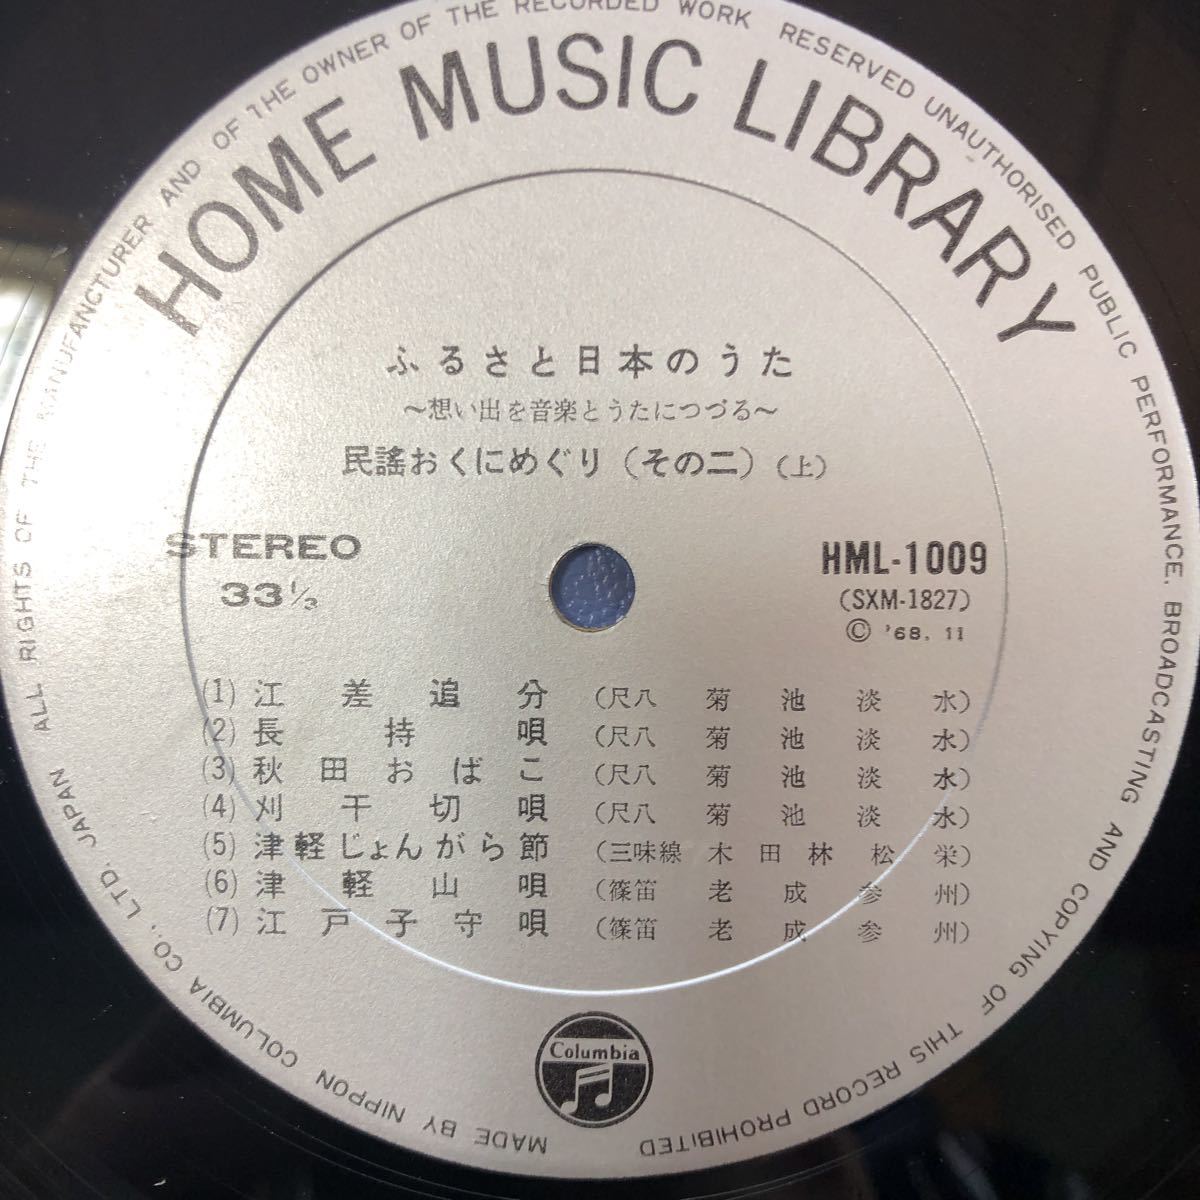 ALL RIGHTS OF THE MANUFANCTURER AND OF THE OWNER OF THE RECORDED WORK RESERVED UNAUTHORISED PUBLIC PERFORMANCE, BROADCASTING AND COPYING OF THIS RECORD PROHIBITED
HOME MUSIC LIBRARY
ふるさと日本のうた
〜想い出を音楽とうたにつづる〜
民謡おくにめぐり（その二）（上）
STEREO
33⅓
HML-1009
(SXM-1827)
© '68. 11
(1) 江差追分 (尺八 菊池淡水)
(2) 長持唄 (尺八 菊池淡水)
(3) 秋田おばこ (尺八 菊池淡水)
(4) 刈干切唄 (尺八 菊池淡水)
(5) 津軽じょんがら節 (三味線 木田林松栄)
(6) 津軽山唄 (篠笛 老成参州)
(7) 江戸子守唄 (篠笛 老成参州)
Columbia
MADE BY NIPPON COLUMBIA CO., LTD. JAPAN